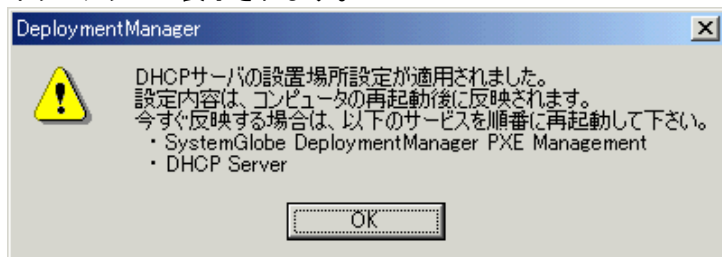 DeploymentManager
DHCPサーバの設置場所設定が適用されました。
設定内容は、コンピュータの再起動後に反映されます。
今すぐ反映する場合は、以下のサービスを順番に再起動して下さい。
・SystemGlobe DeploymentManager PXE Management
・DHCP Server
OK